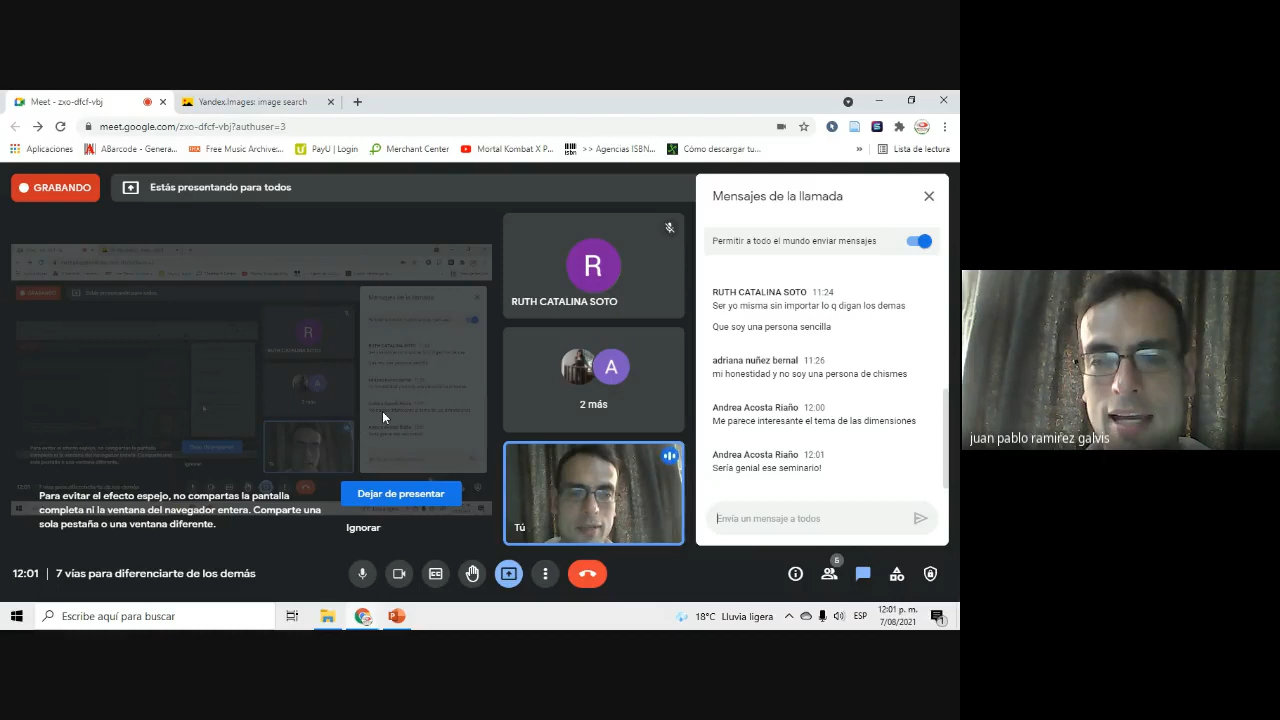 Meet - zxo-dfcf-vbj
Yandex.Images: image search
meet.google.com/zxo-dfcf-vbj?authuser=3
Aplicaciones
ABarcode - Genera...
Free Music Archive...
PayU | Login
Merchant Center
Mortal Kombat X P...
>> Agencias ISBN...
Cómo descargar tu...
»
Lista de lectura
GRABANDO
Estás presentando para todos
R
RUTH CATALINA SOTO
A
2 más
Tú
Para evitar el efecto espejo, no compartas la pantalla
completa ni la ventana del navegador entera. Comparte una
sola pestaña o una ventana diferente.
Dejar de presentar
Ignorar
Mensajes de la llamada
Permitir a todo el mundo enviar mensajes
RUTH CATALINA SOTO 11:24
Ser yo misma sin importar lo q digan los demas
Que soy una persona sencilla
adriana nuñez bernal 11:26
mi honestidad y no soy una persona de chismes
Andrea Acosta Riaño 12:00
Me parece interesante el tema de las dimensiones
Andrea Acosta Riaño 12:01
Sería genial ese seminario!
Envía un mensaje a todos
12:01 | 7 vías para diferenciarte de los demás
5
Escribe aquí para buscar
18°C Lluvia ligera
ESP
12:01 p. m.
7/08/2021
1
juan pablo ramirez galvis